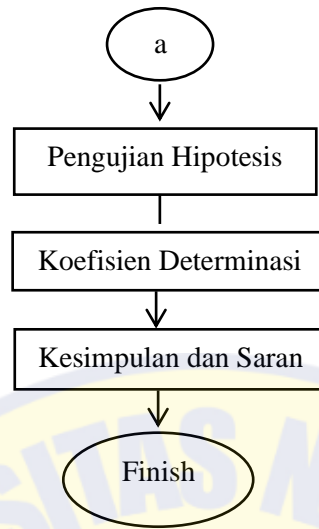 a
Pengujian Hipotesis
Koefisien Determinasi
Kesimpulan dan Saran
Finish